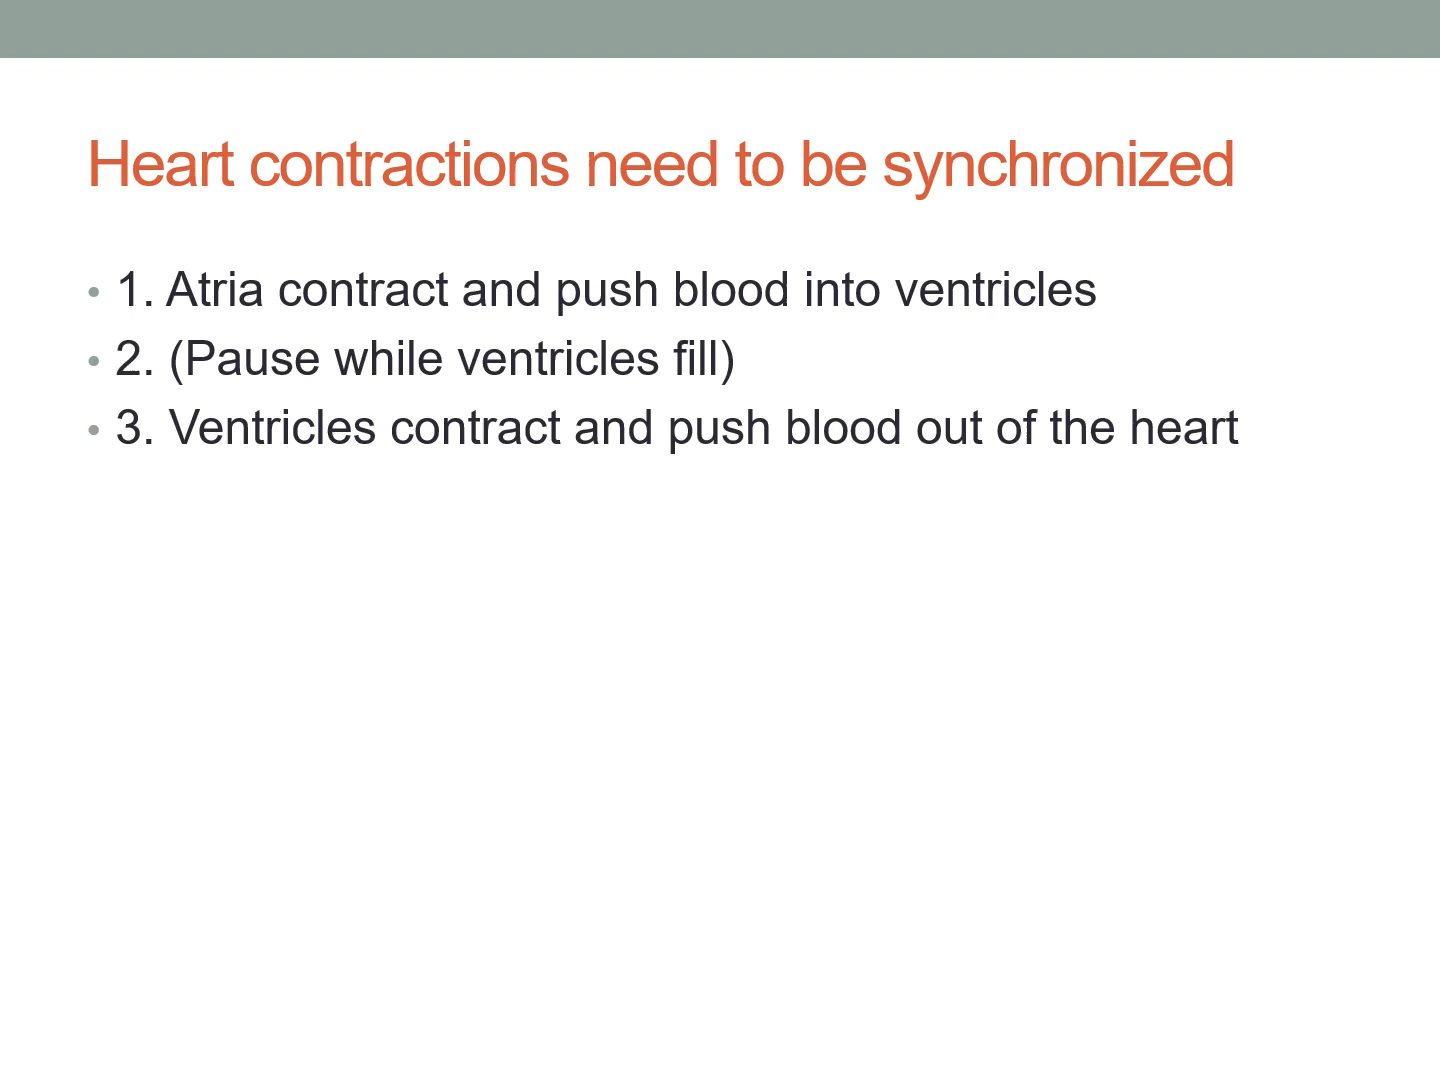 Heart contractions need to be synchronized
• 1. Atria contract and push blood into ventricles
• 2. (Pause while ventricles fill)
• 3. Ventricles contract and push blood out of the heart